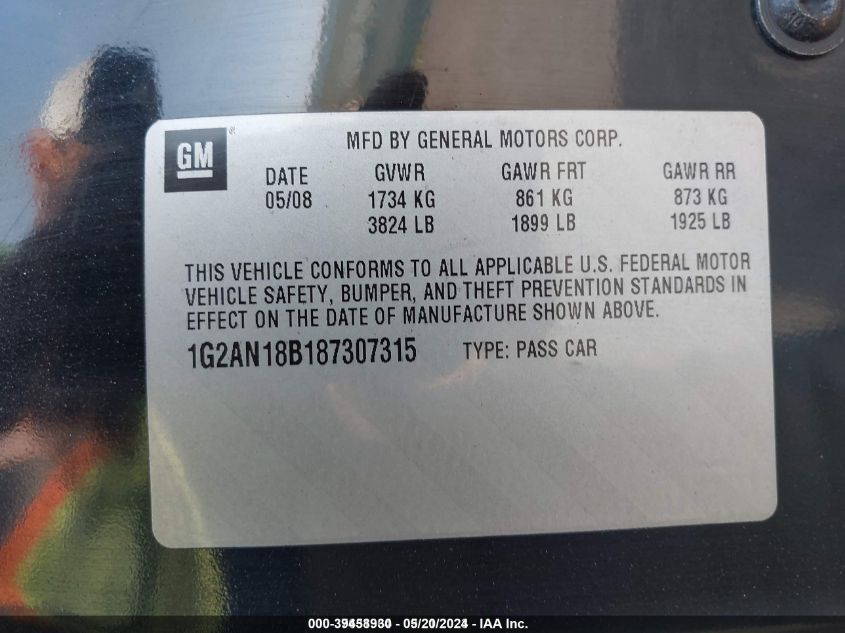 GM ®
MFD BY GENERAL MOTORS CORP.
DATE GVWR GAWR FRT GAWR RR
05/08 1734 KG 861 KG 873 KG
3824 LB 1899 LB 1925 LB
THIS VEHICLE CONFORMS TO ALL APPLICABLE U.S. FEDERAL MOTOR
VEHICLE SAFETY, BUMPER, AND THEFT PREVENTION STANDARDS IN
EFFECT ON THE DATE OF MANUFACTURE SHOWN ABOVE.
1G2AN18B187307315 TYPE: PASS CAR
05/20/2024 - IAA Inc.